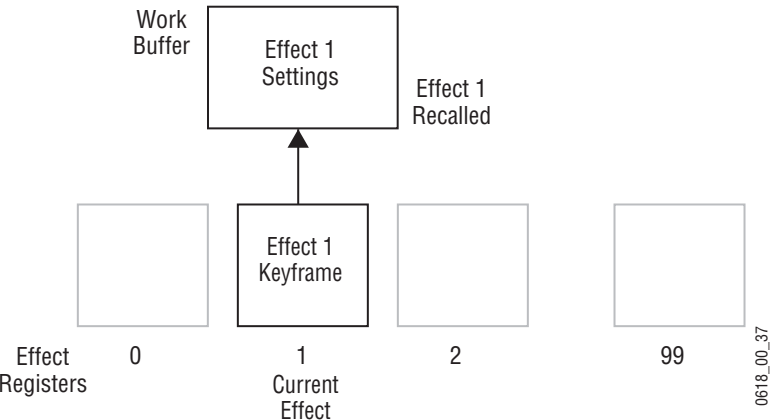 Work
Buffer
Effect 1
Settings
Effect 1
Recalled
Effect 1
Keyframe
Effect
Registers
0
1
2
99
Current
Effect
0618_00_37